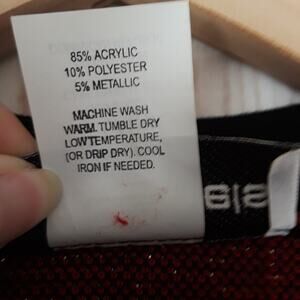 85% ACRYLIC
10% POLYESTER
5% METALLIC
MACHINE WASH
WARM. TUMBLE DRY
LOW TEMPERATURE,
(OR DRIP DRY). COOL
IRON IF NEEDED.